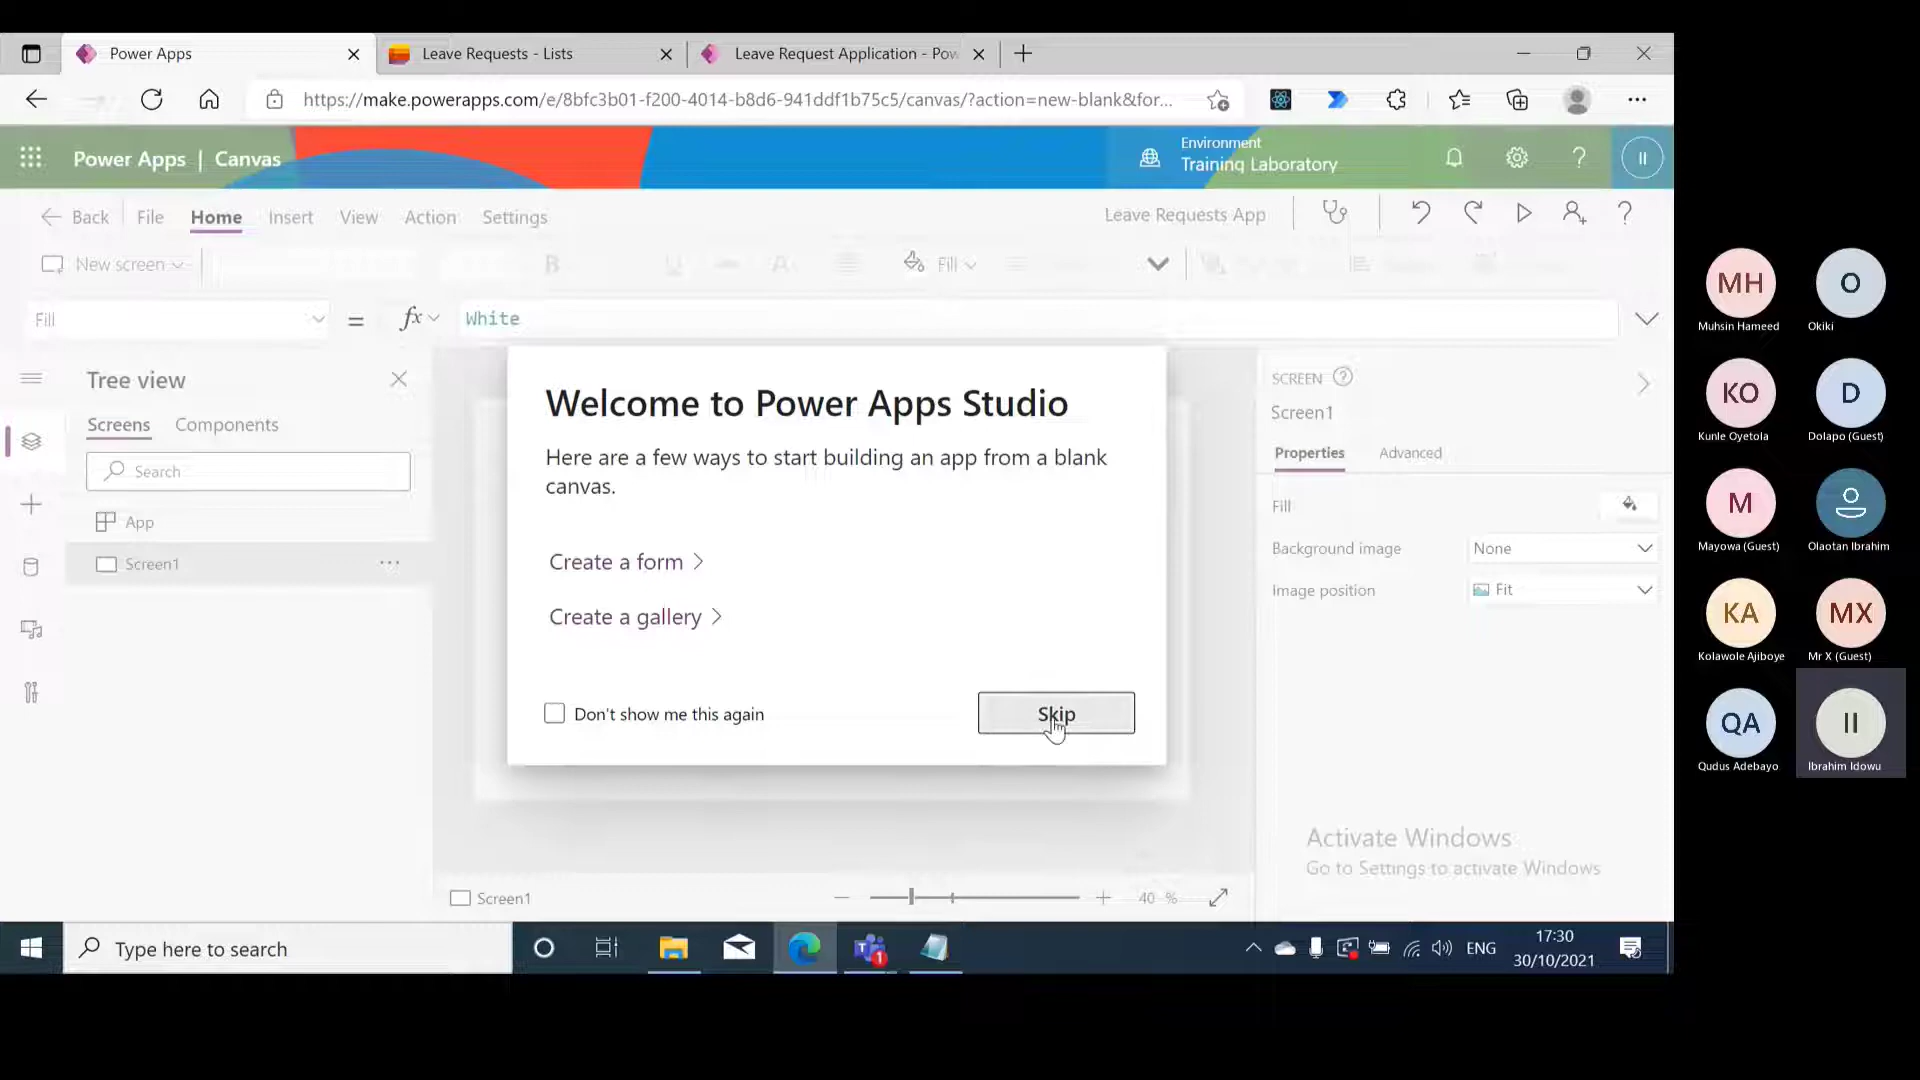 Power Apps
Leave Requests - Lists
Leave Request Application - Pow
https://make.powerapps.com/e/8bfc3b01-f200-4014-b8d6-941ddf1b75c5/canvas/?action=new-blank&for...
Power Apps | Canvas
Environment
Training Laboratory
II
Back
File
Home
Insert
View
Action
Settings
Leave Requests App
New screen
B
Fill
Fill
=
fx
White
Tree view
Screens
Components
Search
App
Screen1
Welcome to Power Apps Studio
Here are a few ways to start building an app from a blank
canvas.
Create a form
Create a gallery
Don't show me this again
Skip
SCREEN
Screen1
Properties
Advanced
Fill
Background image
None
Image position
Fit
Activate Windows
Go to Settings to activate Windows
Screen1
40 %
Type here to search
1
ENG
17:30
30/10/2021
MH
Muhsin Hameed
O
Okiki
KO
Kunle Oyetola
D
Dolapo (Guest)
M
Mayowa (Guest)
Olaotan Ibrahim
KA
Kolawole Ajiboye
MX
Mr X (Guest)
QA
Qudus Adebayo
II
Ibrahim Idowu